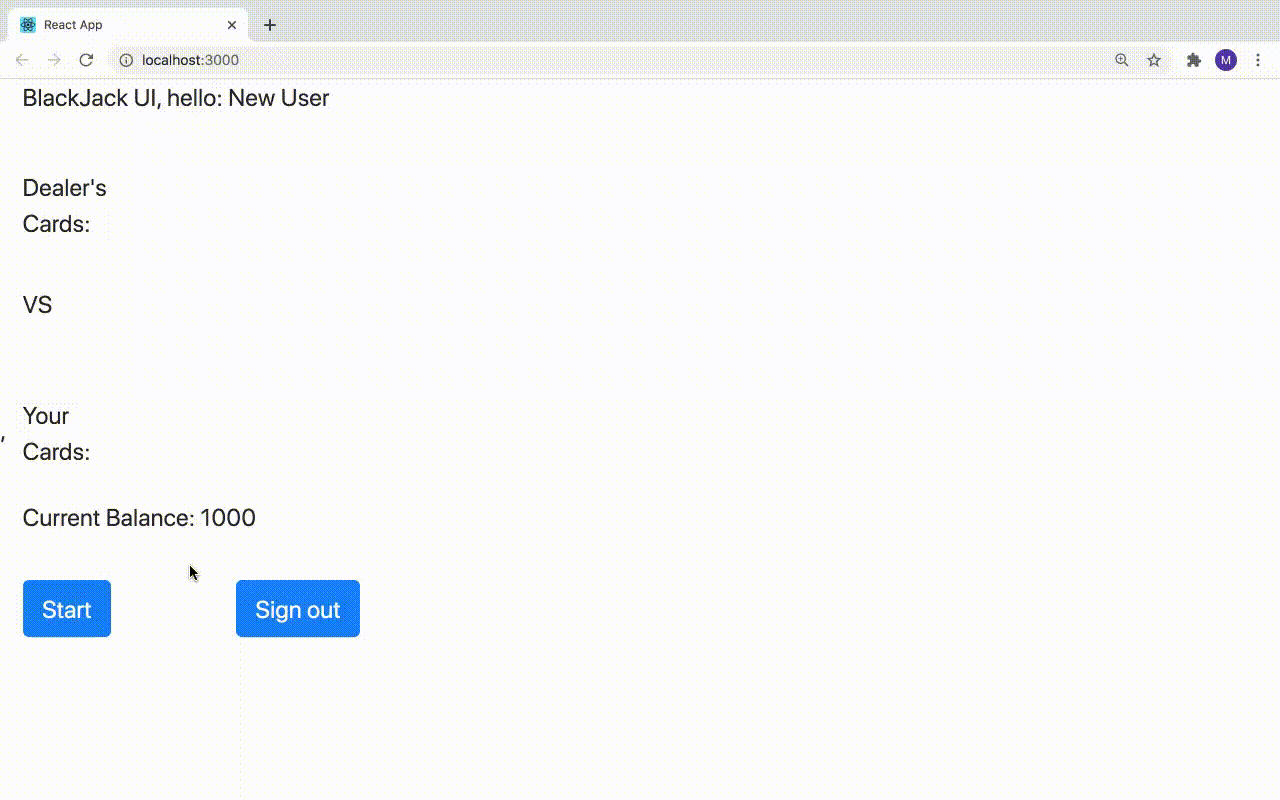 React App
localhost:3000
M
BlackJack UI, hello: New User
Dealer's
Cards:
VS
Your
,
Cards:
Current Balance: 1000
Start
Sign out